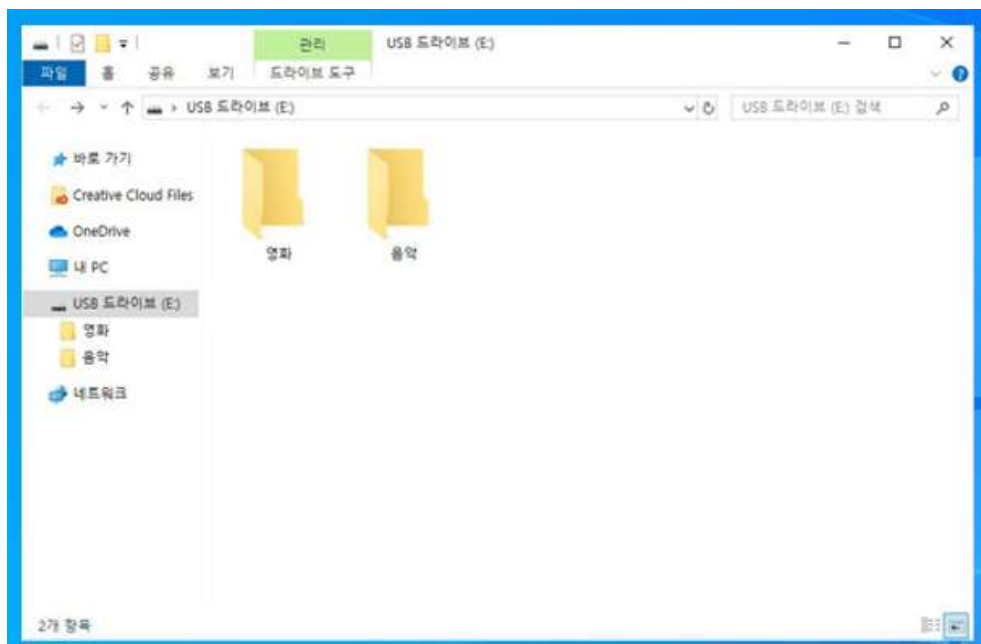 관리 USB 드라이브 (E:)
파일 홈 공유 보기 드라이브 도구
USB 드라이브 (E:) USB 드라이브 (E:) 검색
바로 가기
Creative Cloud Files
OneDrive
내 PC
USB 드라이브 (E:)
영화
음악
네트워크
영화 음악
2개 항목